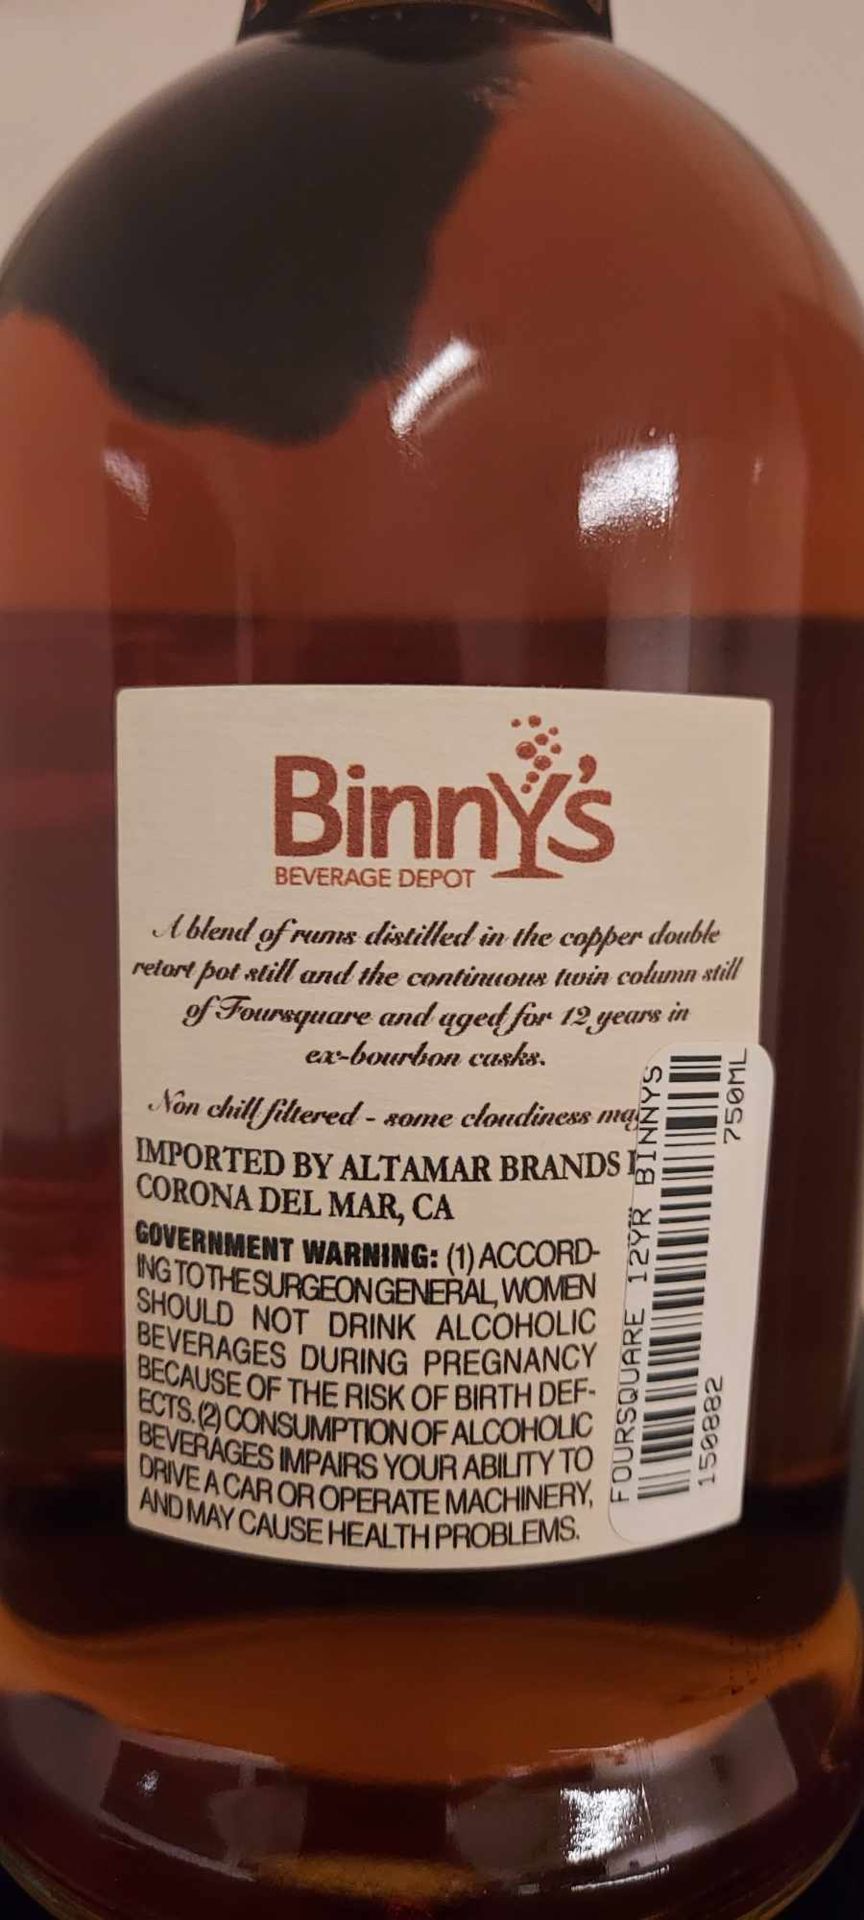 Binny's
BEVERAGE DEPOT
A blend of rums distilled in the copper double
retort pot still and the continuous twin column still
of Foursquare and aged for 12 years in
ex-bourbon casks.
Non chill filtered - some cloudiness may
IMPORTED BY ALTAMAR BRANDS
CORONA DEL MAR, CA
GOVERNMENT WARNING: (1) ACCORD-
ING TO THE SURGEON GENERAL, WOMEN
SHOULD NOT DRINK ALCOHOLIC
BEVERAGES DURING PREGNANCY
BECAUSE OF THE RISK OF BIRTH DEF-
ECTS. (2) CONSUMPTION OF ALCOHOLIC
BEVERAGES IMPAIRS YOUR ABILITY TO
DRIVE A CAR OR OPERATE MACHINERY,
AND MAY CAUSE HEALTH PROBLEMS.
FOURSQUARE 12YR BINNYS
150882 750ML